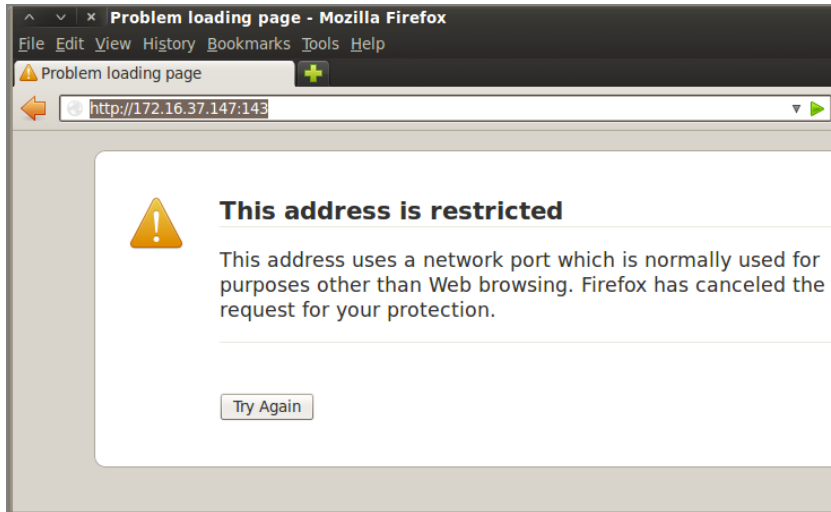 Problem loading page - Mozilla Firefox
File Edit View History Bookmarks Tools Help
Problem loading page
http://172.16.37.147:143
This address is restricted
This address uses a network port which is normally used for
purposes other than Web browsing. Firefox has canceled the
request for your protection.
Try Again